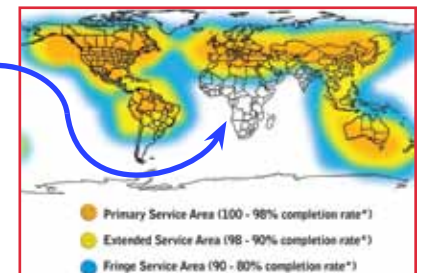 Primary Service Area (100 - 98% completion rate*)
Extended Service Area (98 - 90% completion rate*)
Fringe Service Area (90 - 80% completion rate*)